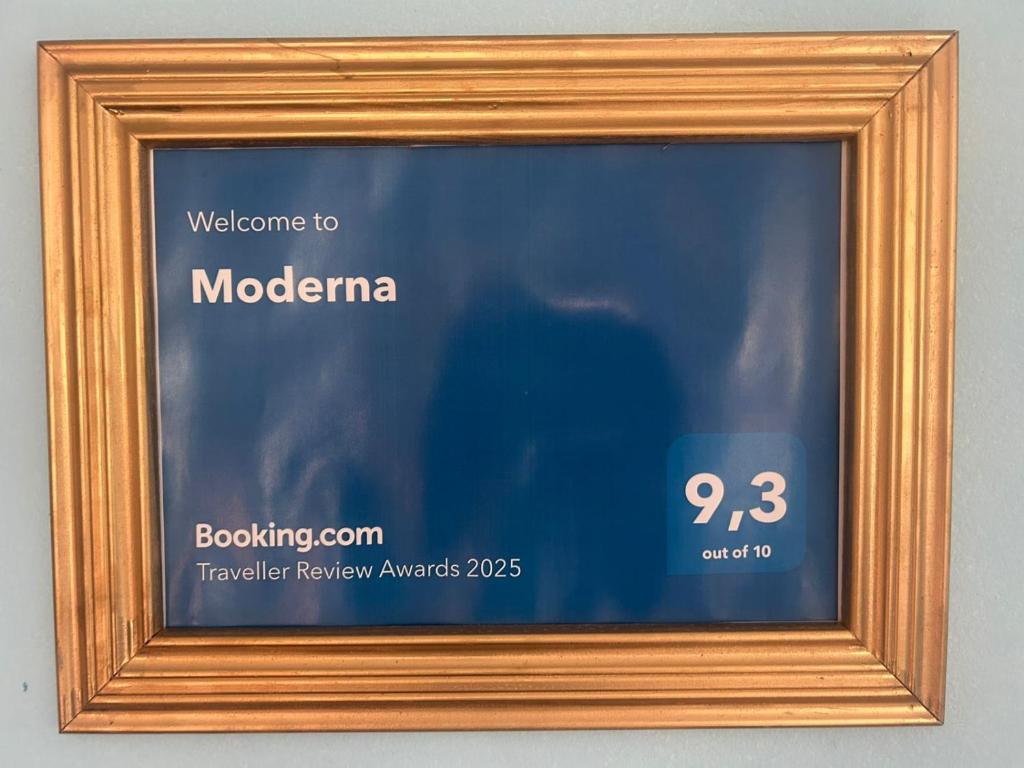 Welcome to
Moderna
9,3
out of 10
Booking.com
Traveller Review Awards 2025